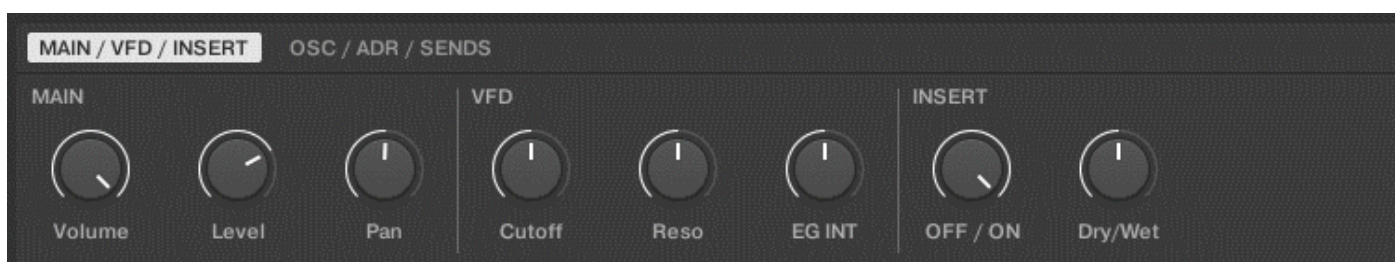 MAIN / VFD / INSERT OSC / ADR / SENDS
MAIN VFD INSERT
Volume Level Pan Cutoff Reso EG INT OFF / ON Dry/Wet